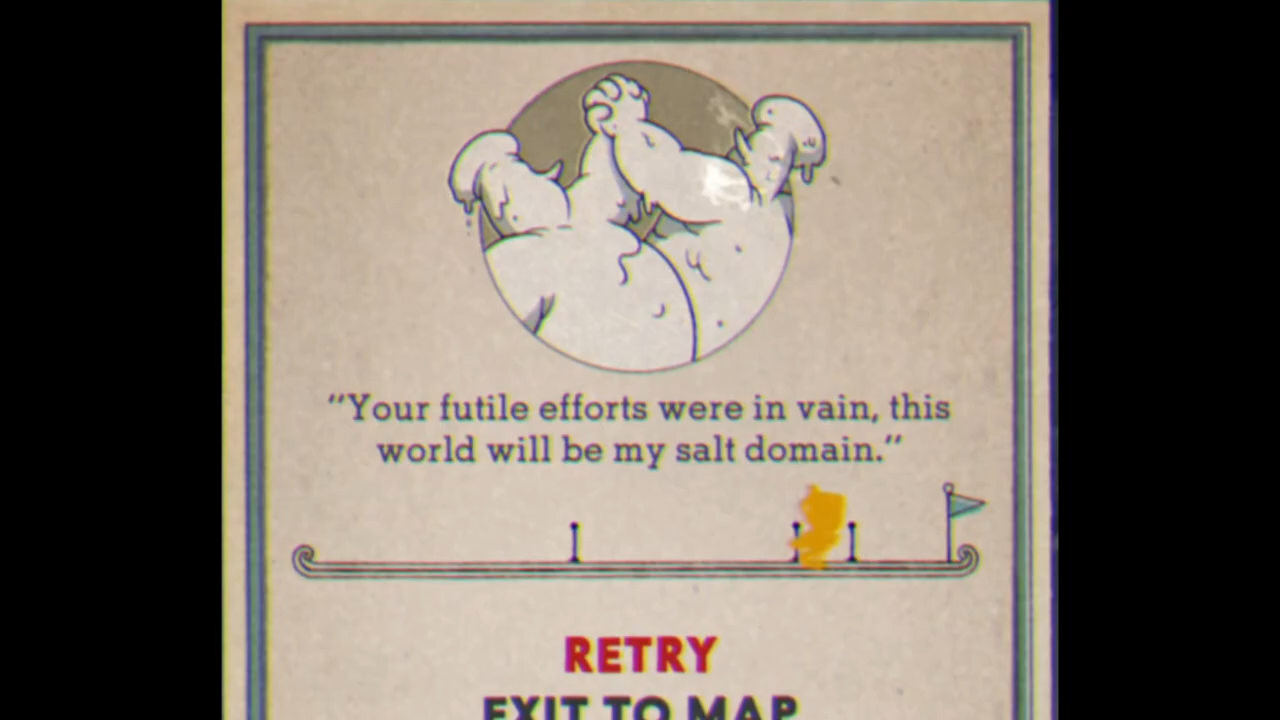 “Your futile efforts were in vain, this
world will be my salt domain.”
RETRY
EXIT TO MAP